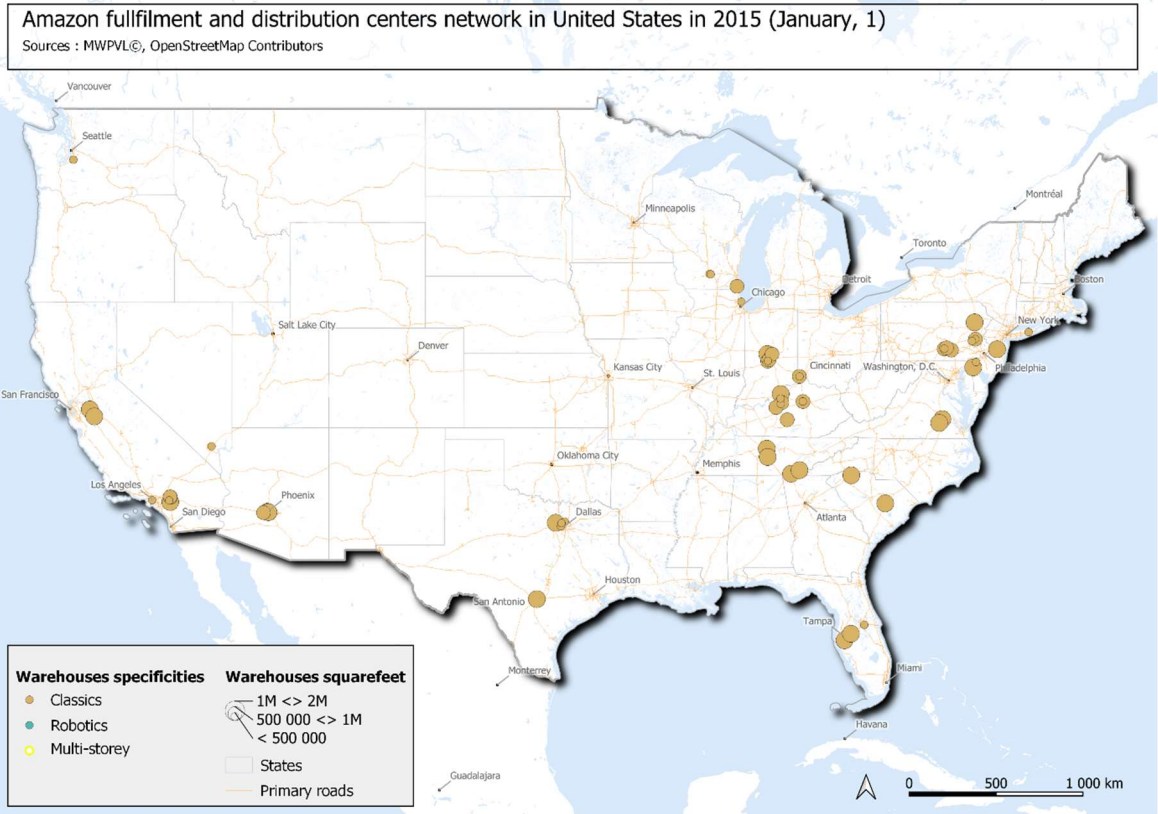 Amazon fullfilment and distribution centers network in United States in 2015 (January, 1)
Sources : MWPVL©, OpenStreetMap Contributors
Vancouver
Seattle
Minneapolis
Montréal
Toronto
Detroit
Boston
Chicago
New York
Salt Lake City
Denver
Kansas City
St. Louis
Cincinnati
Washington, D.C.
Philadelphia
San Francisco
Oklahoma City
Memphis
Los Angeles
Phoenix
San Diego
Dallas
Atlanta
Houston
San Antonio
Tampa
Miami
Monterrey
Havana
Guadalajara
Warehouses specificities
Classics
Robotics
Multi-storey
Warehouses squarefeet
1M <> 2M
500 000 <> 1M
< 500 000
States
Primary roads
0 500 1 000 km